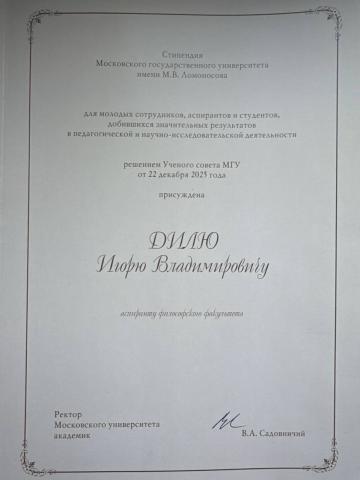 Стипендия
Московского государственного университета
имени М.В. Ломоносова
для молодых сотрудников, аспирантов и студентов,
добившихся значительных результатов
в педагогической и научно-исследовательской деятельности
решением Ученого совета МГУ
от 22 декабря 2025 года
присуждена
ДИЛЮ
Игорю Владимировичу
аспиранту философского факультета
Ректор
Московского университета
академик
В.А. Садовничий